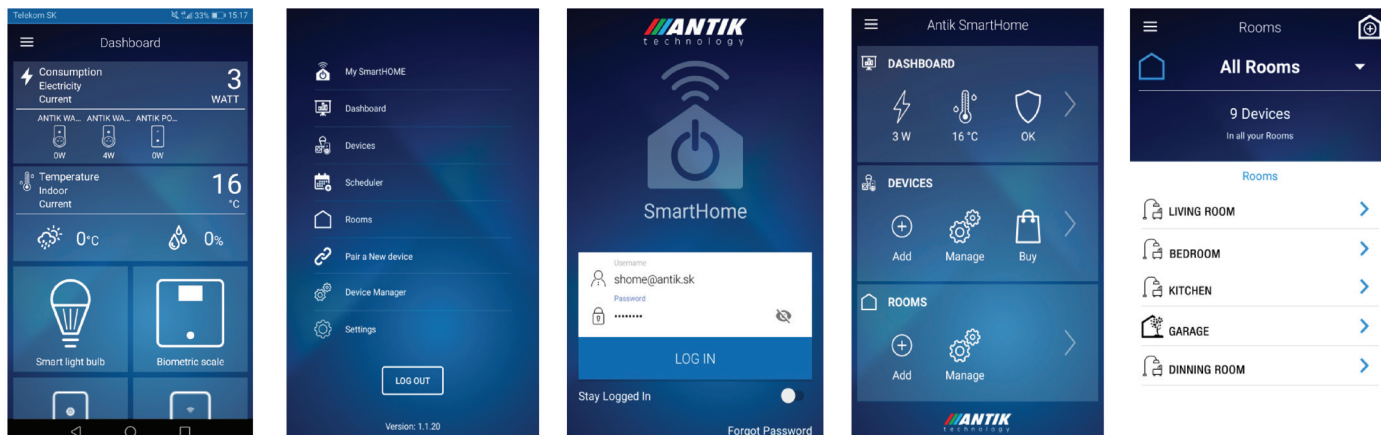 Telekom SK
33%
15:17
Dashboard
Consumption
Electricity
Current
3
WATT
ANTIK WA...
ANTIK WA...
ANTIK PO...
0W
4W
0W
Temperature
Indoor
Current
16
°C
0°C
0%
Smart light bulb
Biometric scale
My SmartHOME
Dashboard
Devices
Scheduler
Rooms
Pair a New device
Device Manager
Settings
LOG OUT
Version: 1.1.20
ANTIK
technology
SmartHome
Username
shome@antik.sk
Password
••••••••
LOG IN
Stay Logged In
Forgot Password
Antik SmartHome
DASHBOARD
3 W
16 °C
OK
DEVICES
Add
Manage
Buy
ROOMS
Add
Manage
ANTIK
technology
Rooms
All Rooms
9 Devices
In all your Rooms
Rooms
LIVING ROOM
BEDROOM
KITCHEN
GARAGE
DINNING ROOM